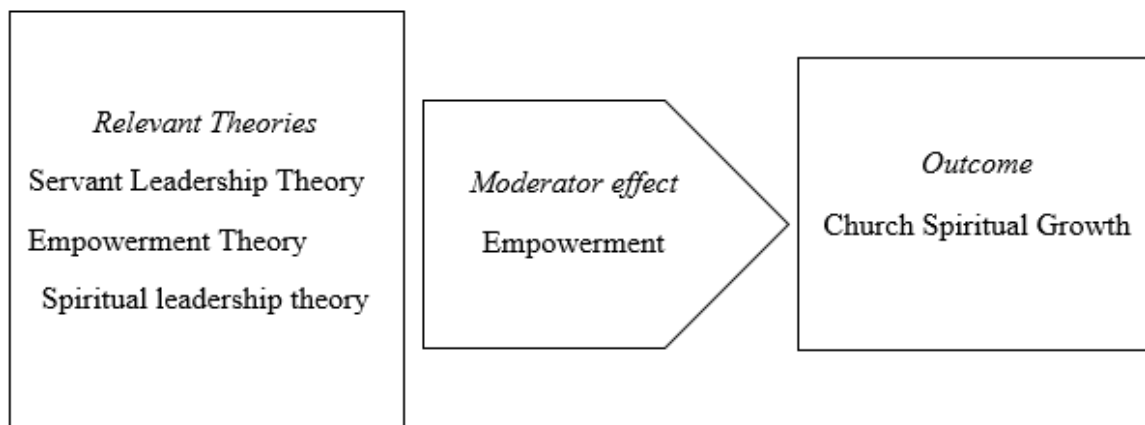 Relevant Theories
Servant Leadership Theory
Empowerment Theory
Spiritual leadership theory
Moderator effect
Empowerment
Outcome
Church Spiritual Growth